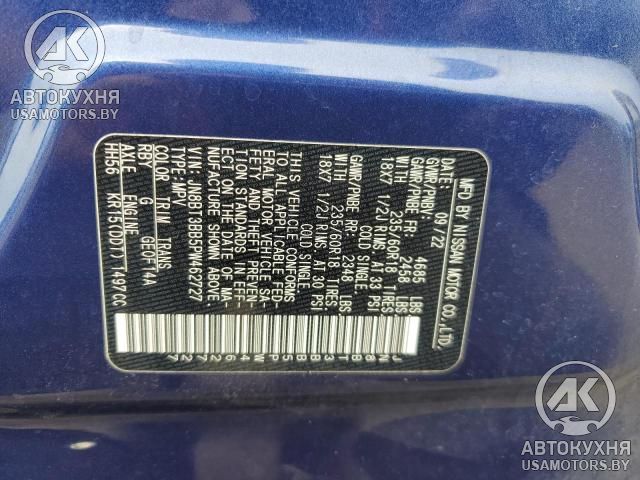 АВТОКУХНЯ
USAMOTORS.BY
MFD BY NISSAN MOTOR CO.,LTD.
DATE: 09/22
GVWR/PNBV: 4685 LBS.
GAWR/PNBE FR: 2458 LBS.
WITH 235/60R18 TIRES
18X7 1/2J RIMS AT 33 PSI
COLD SINGLE
GAWR/PNBE RR: 2348 LBS.
WITH 235/60R18 TIRES
18X7 1/2J RIMS AT 30 PSI
COLD SINGLE
THIS VEHICLE CONFORMS
TO ALL APPLICABLE FED-
ERAL MOTOR VEHICLE SA-
FETY AND THEFT PREVEN-
TION STANDARDS IN EFF-
ECT ON THE DATE OF MA-
NUFACTURE SHOWN ABOVE.
VIN: JN8BT3BB5PW462727
TYPE: MPV
COLOR TRIM TRANS
RBY G GE0F14A
AXLE ENGINE
HH66 KR15(DDT) 1497CC
JN8BT3BB5PW462727
АВТОКУХНЯ
USAMOTORS.BY